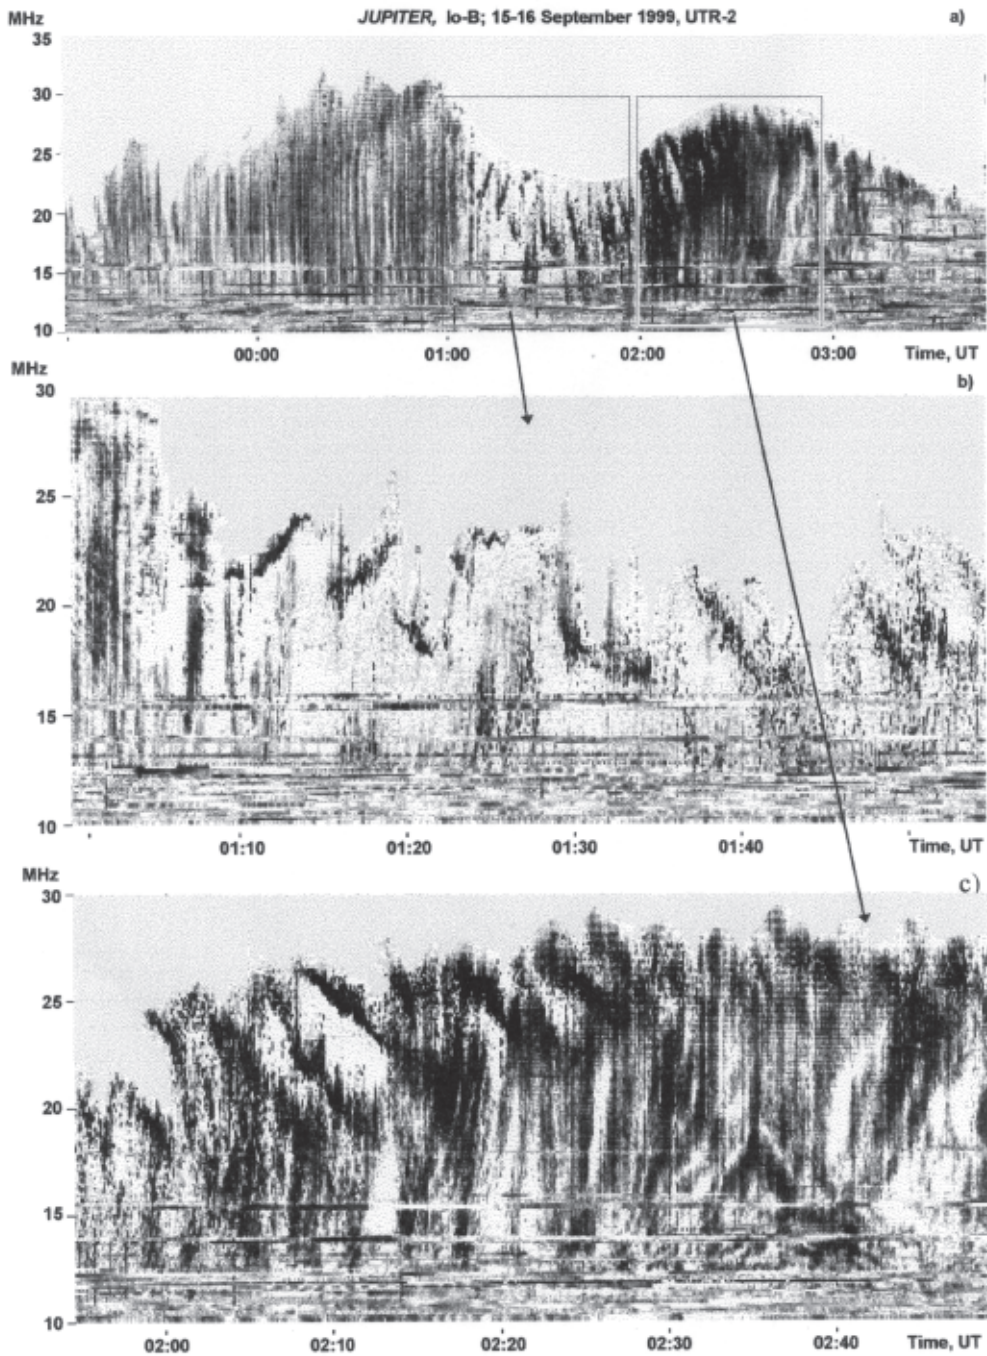 MHz JUPITER, Io-B; 15-16 September 1999, UTR-2 a)
35
30
25
20
15
10
00:00 01:00 02:00 03:00 Time, UT
MHz b)
30
25
20
15
10
01:10 01:20 01:30 01:40 Time, UT
MHz c)
30
25
20
15
10
02:00 02:10 02:20 02:30 02:40 Time, UT